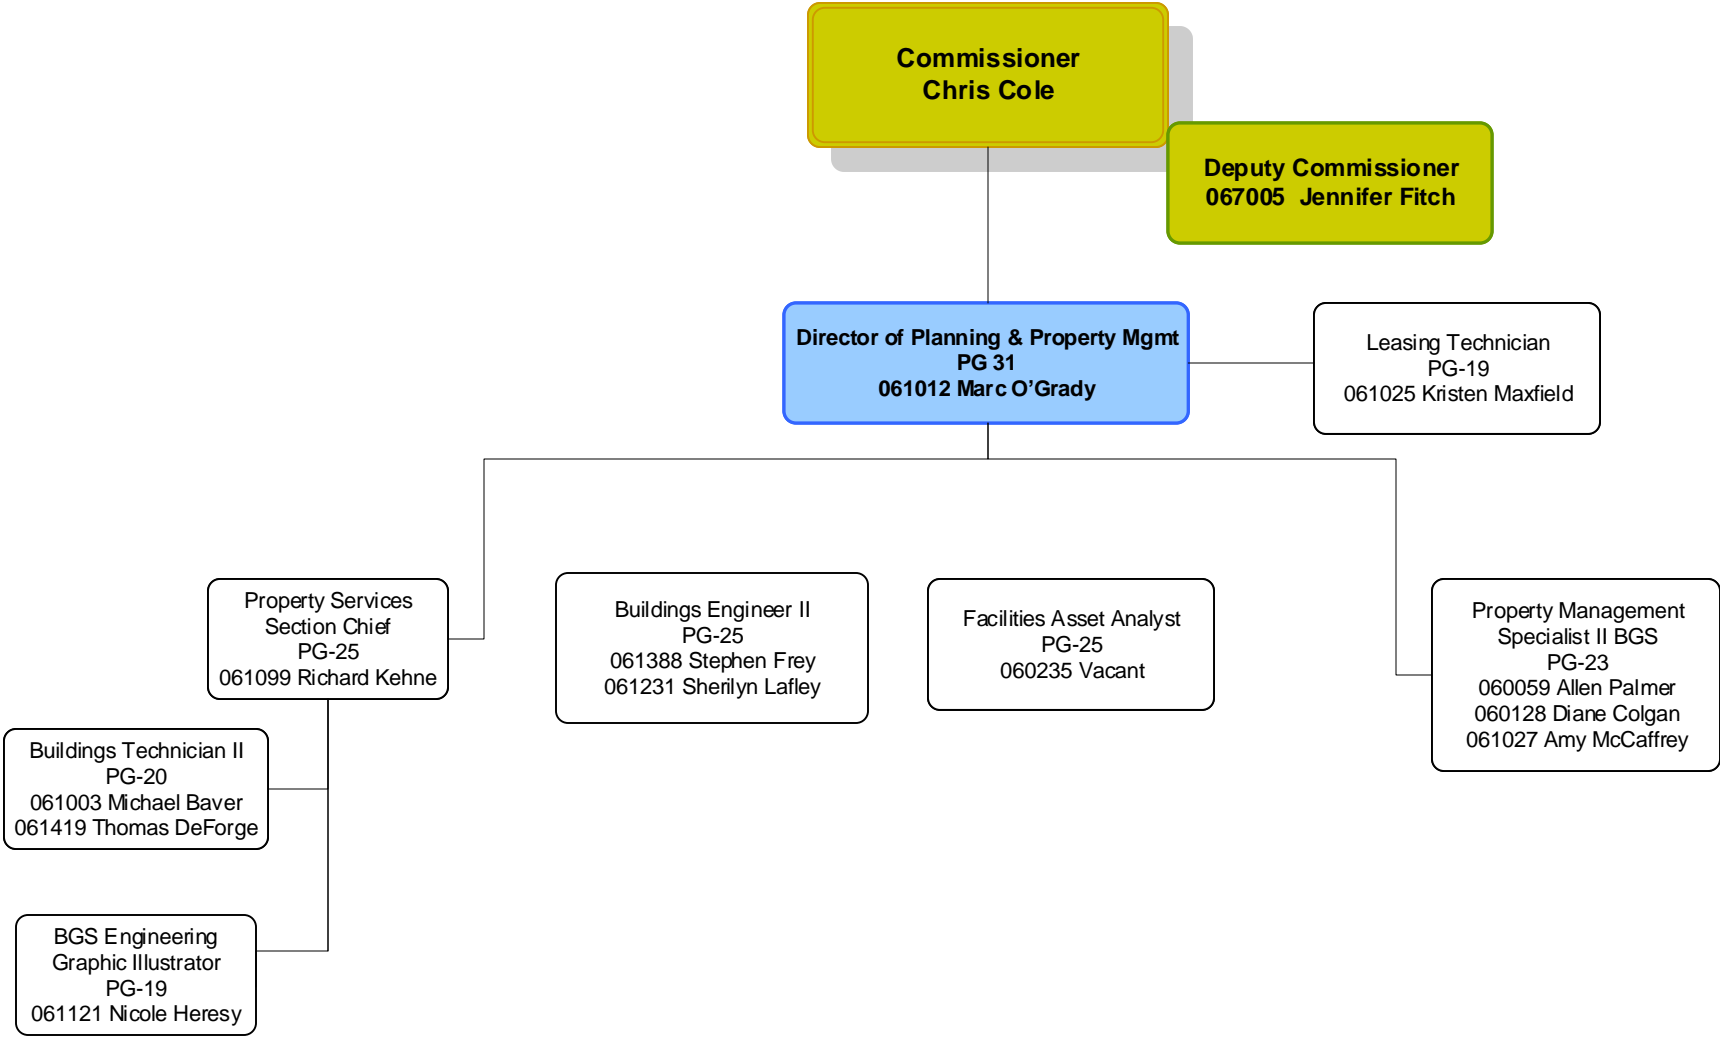 Commissioner
Chris Cole
Deputy Commissioner
067005  Jennifer Fitch
Director of Planning & Property Mgmt
PG 31
061012 Marc O’Grady
Leasing Technician
PG-19
061025 Kristen Maxfield
Property Services
Section Chief
PG-25
061099 Richard Kehne
Buildings Engineer II
PG-25
061388 Stephen Frey
061231 Sherilyn Lafley
Facilities Asset Analyst
PG-25
060235 Vacant
Property Management
Specialist II BGS
PG-23
060059 Allen Palmer
060128 Diane Colgan
061027 Amy McCaffrey
Buildings Technician II
PG-20
061003 Michael Baver
061419 Thomas DeForge
BGS Engineering
Graphic Illustrator
PG-19
061121 Nicole Heresy